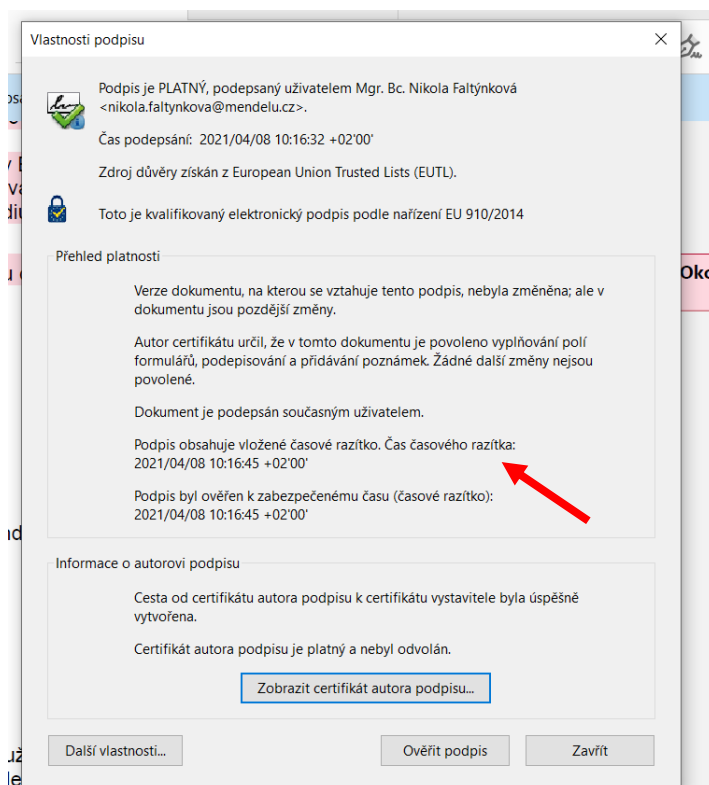 Vlastnosti podpisu
Podpis je PLATNÝ, podepsaný uživatelem Mgr. Bc. Nikola Faltýnková
<nikola.faltynkova@mendelu.cz>.
Čas podepsání:  2021/04/08 10:16:32 +02'00'
Zdroj důvěry získán z European Union Trusted Lists (EUTL).
Toto je kvalifikovaný elektronický podpis podle nařízení EU 910/2014
Přehled platnosti
Verze dokumentu, na kterou se vztahuje tento podpis, nebyla změněna; ale v
dokumentu jsou pozdější změny.
Autor certifikátu určil, že v tomto dokumentu je povoleno vyplňování polí
formulářů, podepisování a přidávání poznámek. Žádné další změny nejsou
povolené.
Dokument je podepsán současným uživatelem.
Podpis obsahuje vložené časové razítko. Čas časového razítka:
2021/04/08 10:16:45 +02'00'
Podpis byl ověřen k zabezpečenému času (časové razítko):
2021/04/08 10:16:45 +02'00'
Informace o autorovi podpisu
Cesta od certifikátu autora podpisu k certifikátu vystavitele byla úspěšně
vytvořena.
Certifikát autora podpisu je platný a nebyl odvolán.
Zobrazit certifikát autora podpisu...
Další vlastnosti...
Ověřit podpis
Zavřít